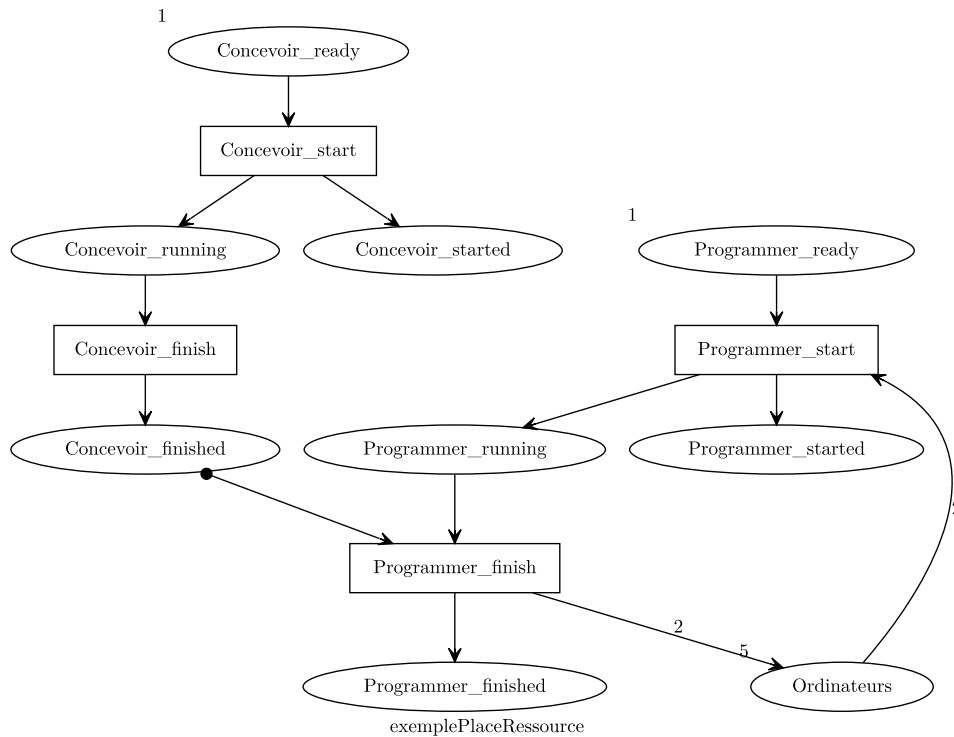 1
Concevoir_ready
Concevoir_start
1
Concevoir_running
Concevoir_started
Programmer_ready
Concevoir_finish
Programmer_start
Concevoir_finished
Programmer_running
Programmer_started
Programmer_finish
2
5
Programmer_finished
Ordinateurs
exemplePlaceRessource